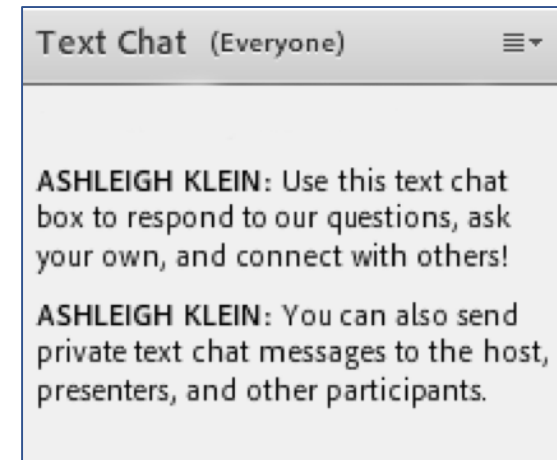 Text Chat (Everyone)
ASHLEIGH KLEIN: Use this text chat
box to respond to our questions, ask
your own, and connect with others!
ASHLEIGH KLEIN: You can also send
private text chat messages to the host,
presenters, and other participants.